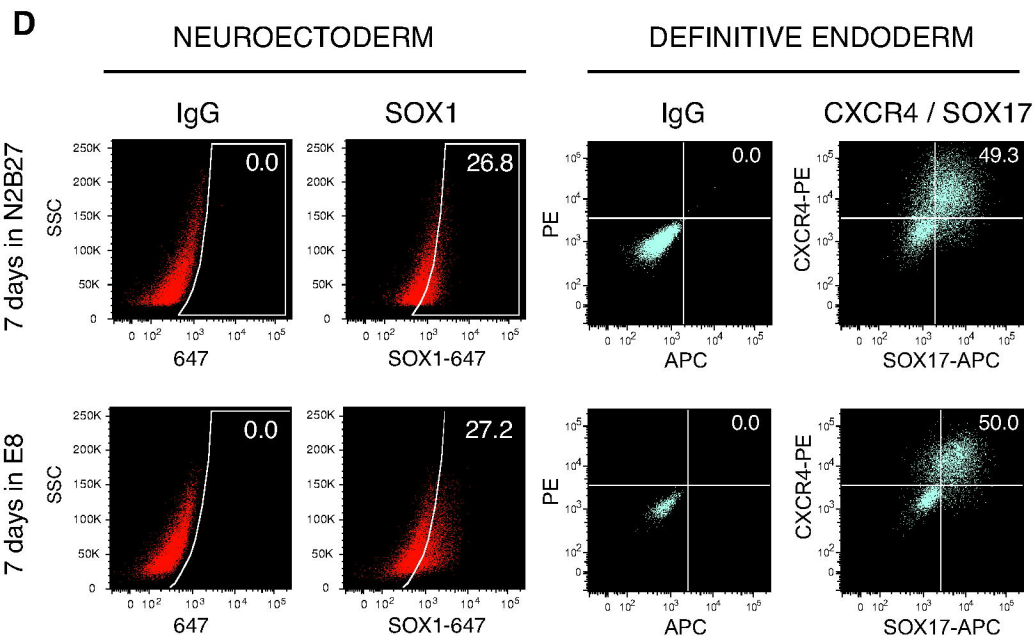 D
NEUROECTODERM
DEFINITIVE ENDODERM
IgG
SOX1
IgG
CXCR4 / SOX17
7 days in N2B27
SSC
250K
200K
150K
100K
50K
0
0.0
0 10² 10³ 10⁴ 10⁵
647
250K
200K
150K
100K
50K
0
26.8
0 10² 10³ 10⁴ 10⁵
SOX1-647
PE
10⁵
10⁴
10³
10²
0
0.0
0 10² 10³ 10⁴ 10⁵
APC
CXCR4-PE
10⁵
10⁴
10³
10²
0
49.3
0 10² 10³ 10⁴ 10⁵
SOX17-APC
7 days in E8
SSC
250K
200K
150K
100K
50K
0
0.0
0 10² 10³ 10⁴ 10⁵
647
250K
200K
150K
100K
50K
0
27.2
0 10² 10³ 10⁴ 10⁵
SOX1-647
PE
10⁵
10⁴
10³
10²
0
0.0
0 10² 10³ 10⁴ 10⁵
APC
CXCR4-PE
10⁵
10⁴
10³
10²
0
50.0
0 10² 10³ 10⁴ 10⁵
SOX17-APC